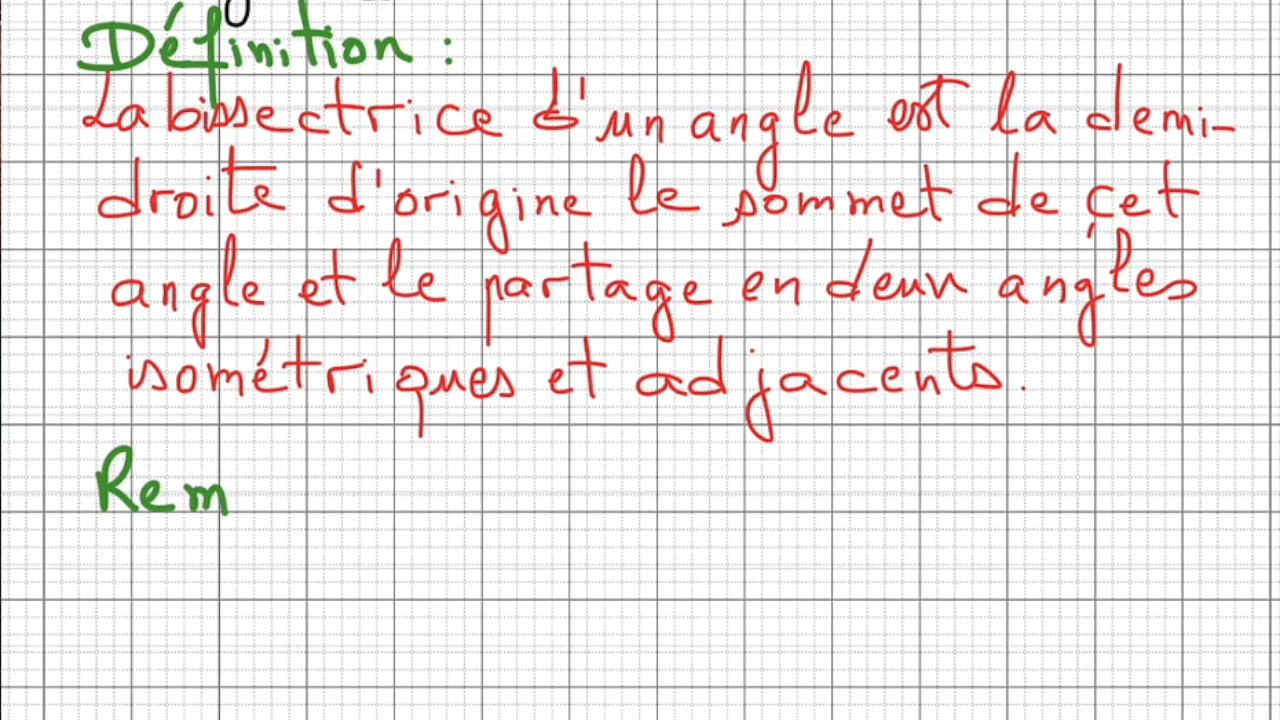 Définition :
La bissectrice d'un angle est la demi-
droite d'origine le sommet de cet
angle et le partage en deux angles
isométriques et adjacents.
Rem